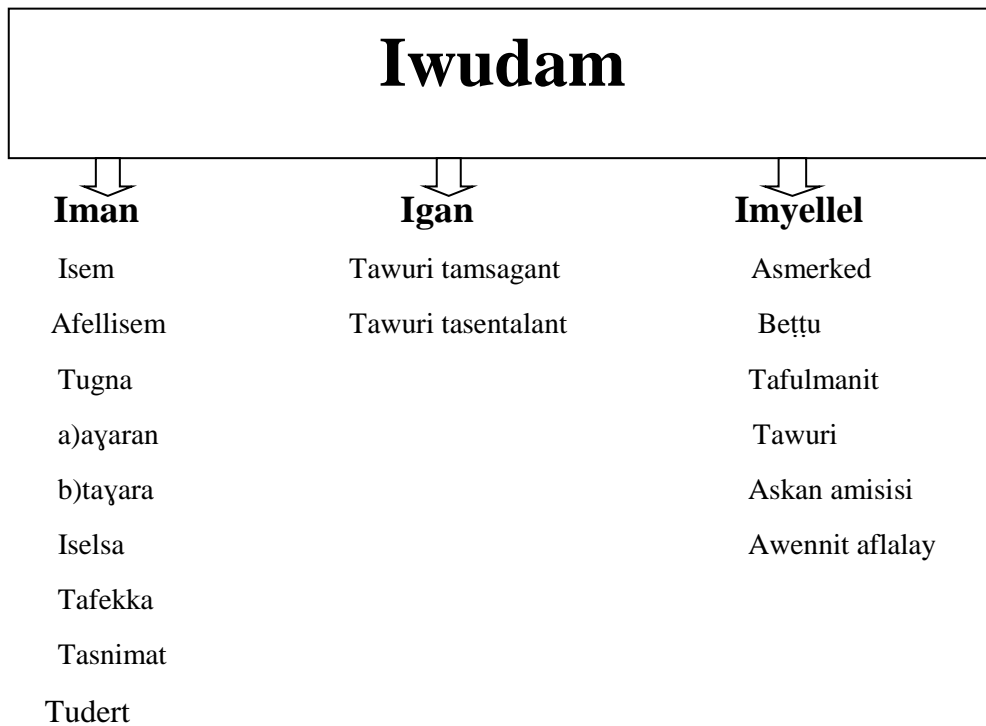 Iwudam
Iman Igan Imyellel
Isem Tawuri tamsagant Asmerked
Afellisem Tawuri tasentalant Beṭṭu
Tugna Tafulmanit
a)aɣaran Tawuri
b)taɣara Askan amisisi
Iselsa Awennit aflalay
Tafekka
Tasnimat
Tudert